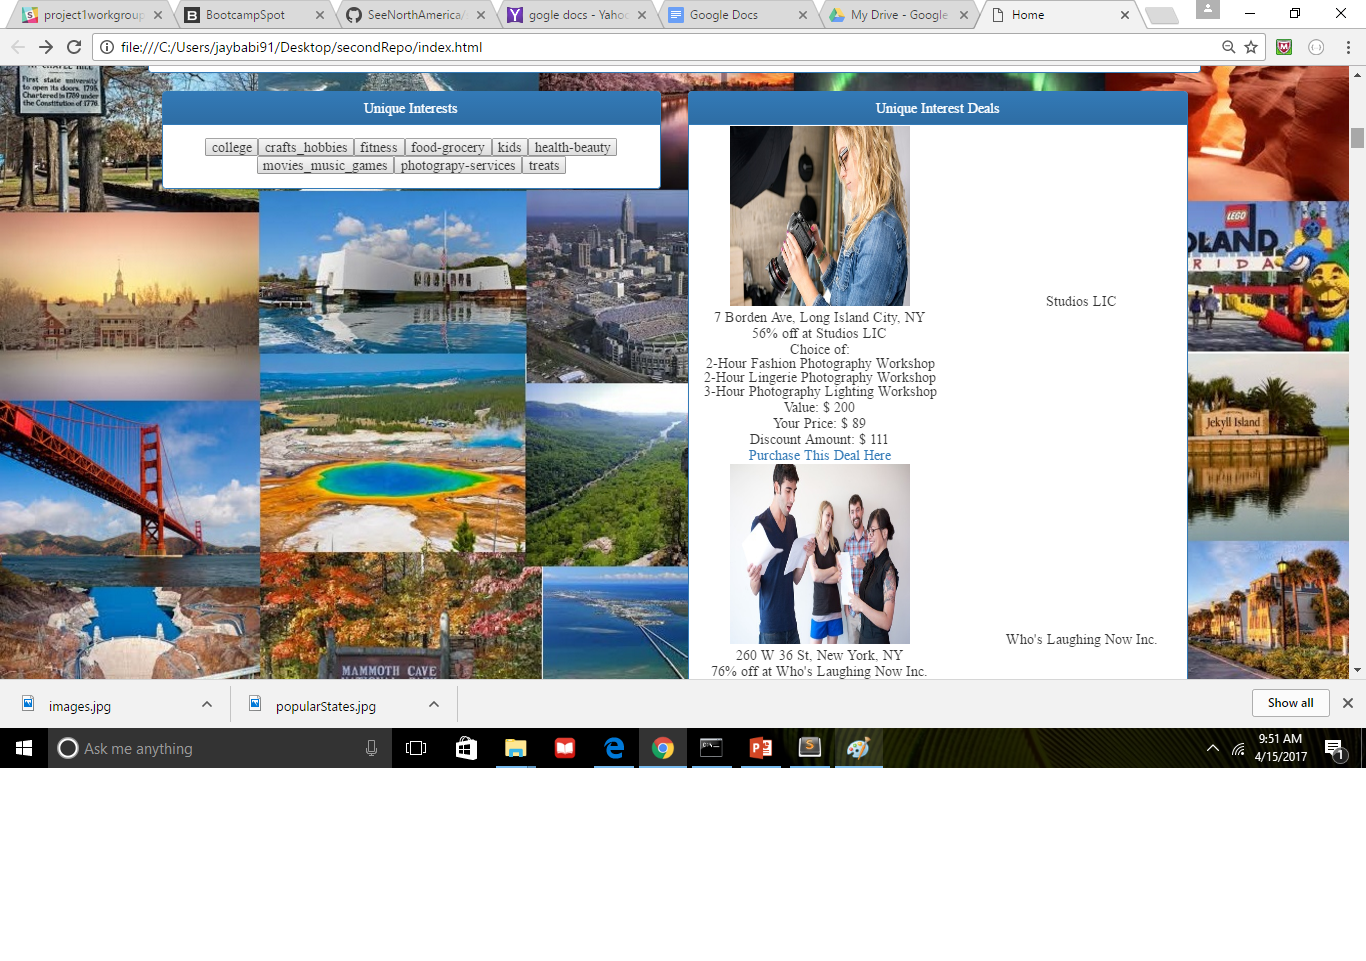 project1workgroup
BootcampSpot
SeeNorthAmerica/
gogle docs - Yahoo
Google Docs
My Drive - Google
Home
file:///C:/Users/jaybabi91/Desktop/secondRepo/index.html
First state university
to open its doors, 1795.
Chartered in 1789 under
the Constitution of 1776.
Unique Interests
college crafts_hobbies fitness food-grocery kids health-beauty
movies_music_games photograpy-services treats
Unique Interest Deals
Studios LIC
7 Borden Ave, Long Island City, NY
56% off at Studios LIC
Choice of:
2-Hour Fashion Photography Workshop
2-Hour Lingerie Photography Workshop
3-Hour Photography Lighting Workshop
Value: $ 200
Your Price: $ 89
Discount Amount: $ 111
Purchase This Deal Here
Who's Laughing Now Inc.
260 W 36 St, New York, NY
76% off at Who's Laughing Now Inc.
LEGO
LAND
RIDA
Jekyll Island
MAMMOTH CAVE
images.jpg
popularStates.jpg
Show all
Ask me anything
9:51 AM
4/15/2017
1